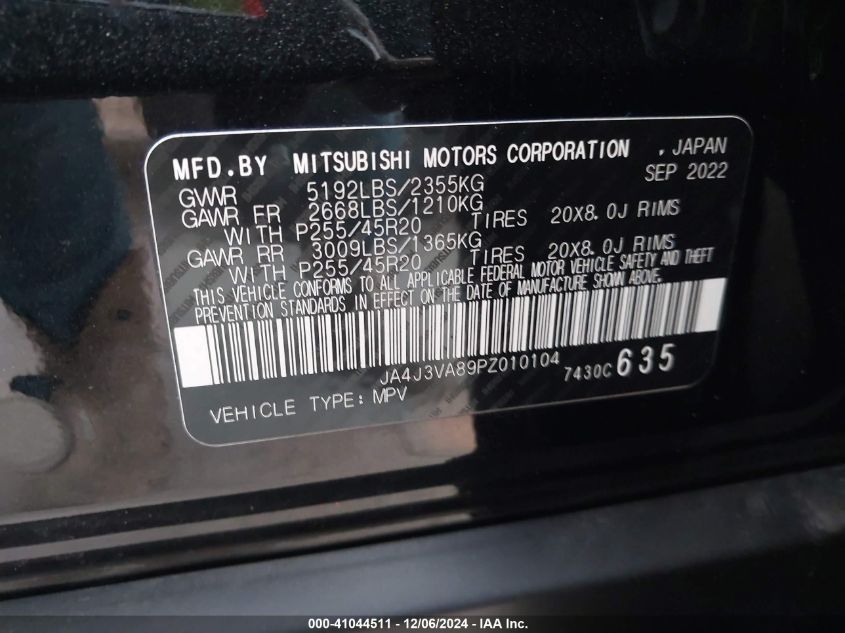 MFD.BY MITSUBISHI MOTORS CORPORATION , JAPAN
GVWR 5192LBS/2355KG SEP 2022
GAWR FR 2668LBS/1210KG
WITH P255/45R20 TIRES 20X8.0J RIMS
GAWR RR 3009LBS/1365KG
WITH P255/45R20 TIRES 20X8.0J RIMS
THIS VEHICLE CONFORMS TO ALL APPLICABLE FEDERAL MOTOR VEHICLE SAFETY AND THEFT
PREVENTION STANDARDS IN EFFECT ON THE DATE OF MANUFACTURE SHOWN ABOVE.
JA4J3VA89PZ010104 7430C 635
VEHICLE TYPE: MPV
000-41044511 - 12/06/2024 - IAA Inc.